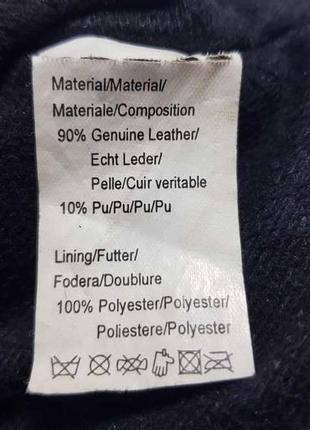 Material/Material/
Materiale/Composition
90% Genuine Leather/
Echt Leder/
Pelle/Cuir veritable
10% Pu/Pu/Pu/Pu
Lining/Futter/
Fodera/Doublure
100% Polyester/Polyester/
Poliestere/Polyester